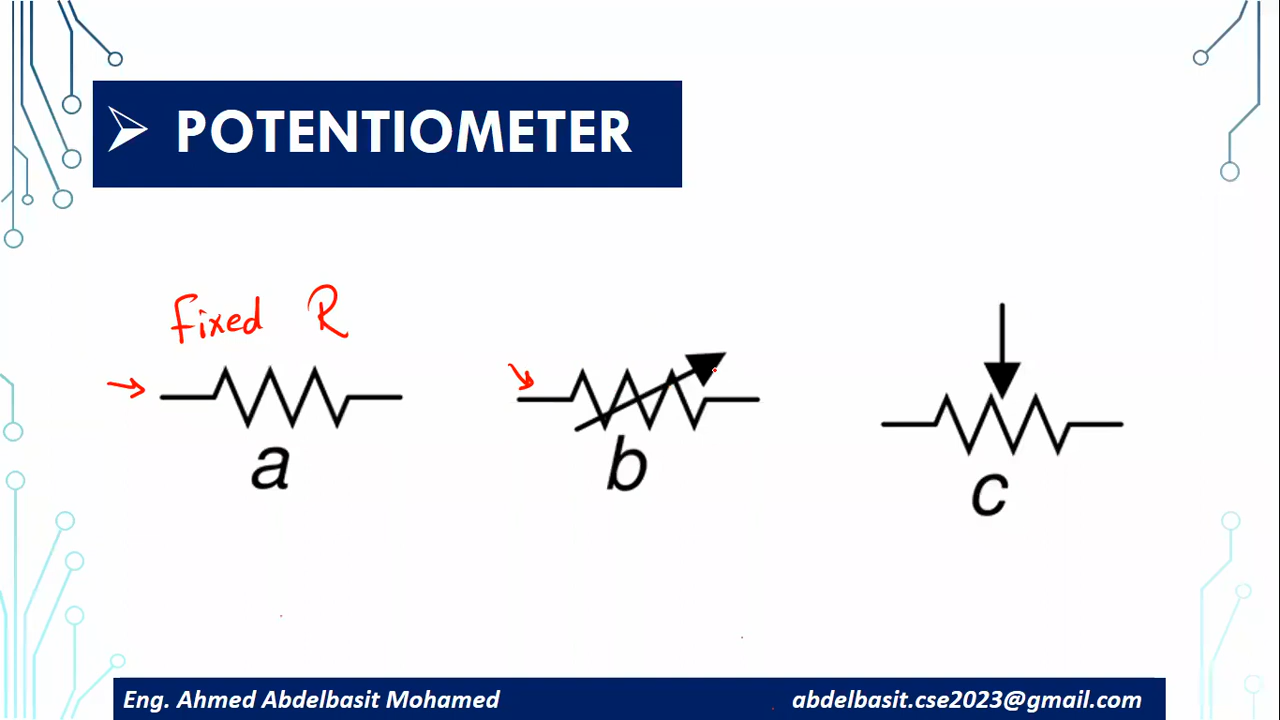 POTENTIOMETER
Fixed R
a
b
c
Eng. Ahmed Abdelbasit Mohamed
abdelbasit.cse2023@gmail.com